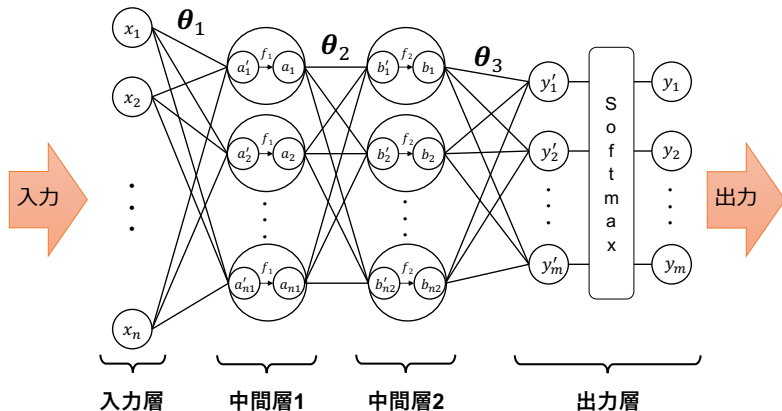 入力
x₁
x₂
⋮
xₙ
θ₁
a′₁ f₁ a₁
a′₂ f₁ a₂
⋮
a′ₙ₁ f₁ aₙ₁
θ₂
b′₁ f₂ b₁
b′₂ f₂ b₂
⋮
b′ₙ₂ f₂ bₙ₂
θ₃
y′₁
y′₂
⋮
y′ₘ
Softmax
y₁
y₂
⋮
yₘ
出力
入力層
中間層1
中間層2
出力層